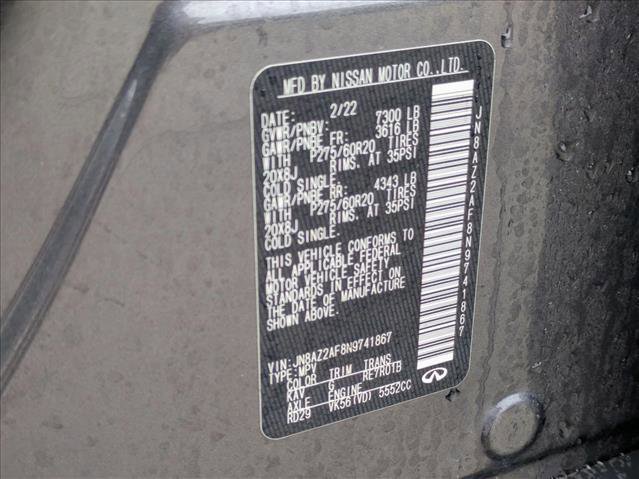 MFD BY NISSAN MOTOR CO.,LTD.
DATE: 2/22
GVWR/PNBV: 7300 LB
GAWR/PNBE FR: 3616 LB
WITH P275/60R20 TIRES
20X8J RIMS. AT 35PSI
COLD SINGLE.
GAWR/PNBE RR: 4343 LB
WITH P275/60R20 TIRES
20X8J RIMS. AT 35PSI
COLD SINGLE.
THIS VEHICLE CONFORMS TO
ALL APPLICABLE FEDERAL
MOTOR VEHICLE SAFETY
STANDARDS IN EFFECT ON
THE DATE OF MANUFACTURE
SHOWN ABOVE.
VIN: JN8AZ2AF8N9741867
TYPE: MPV
COLOR TRIM TRANS
KAV G RE7R01B
AXLE ENGINE
RD29 VK56(VD) 5552CC
JN8AZ2AF8N9741867